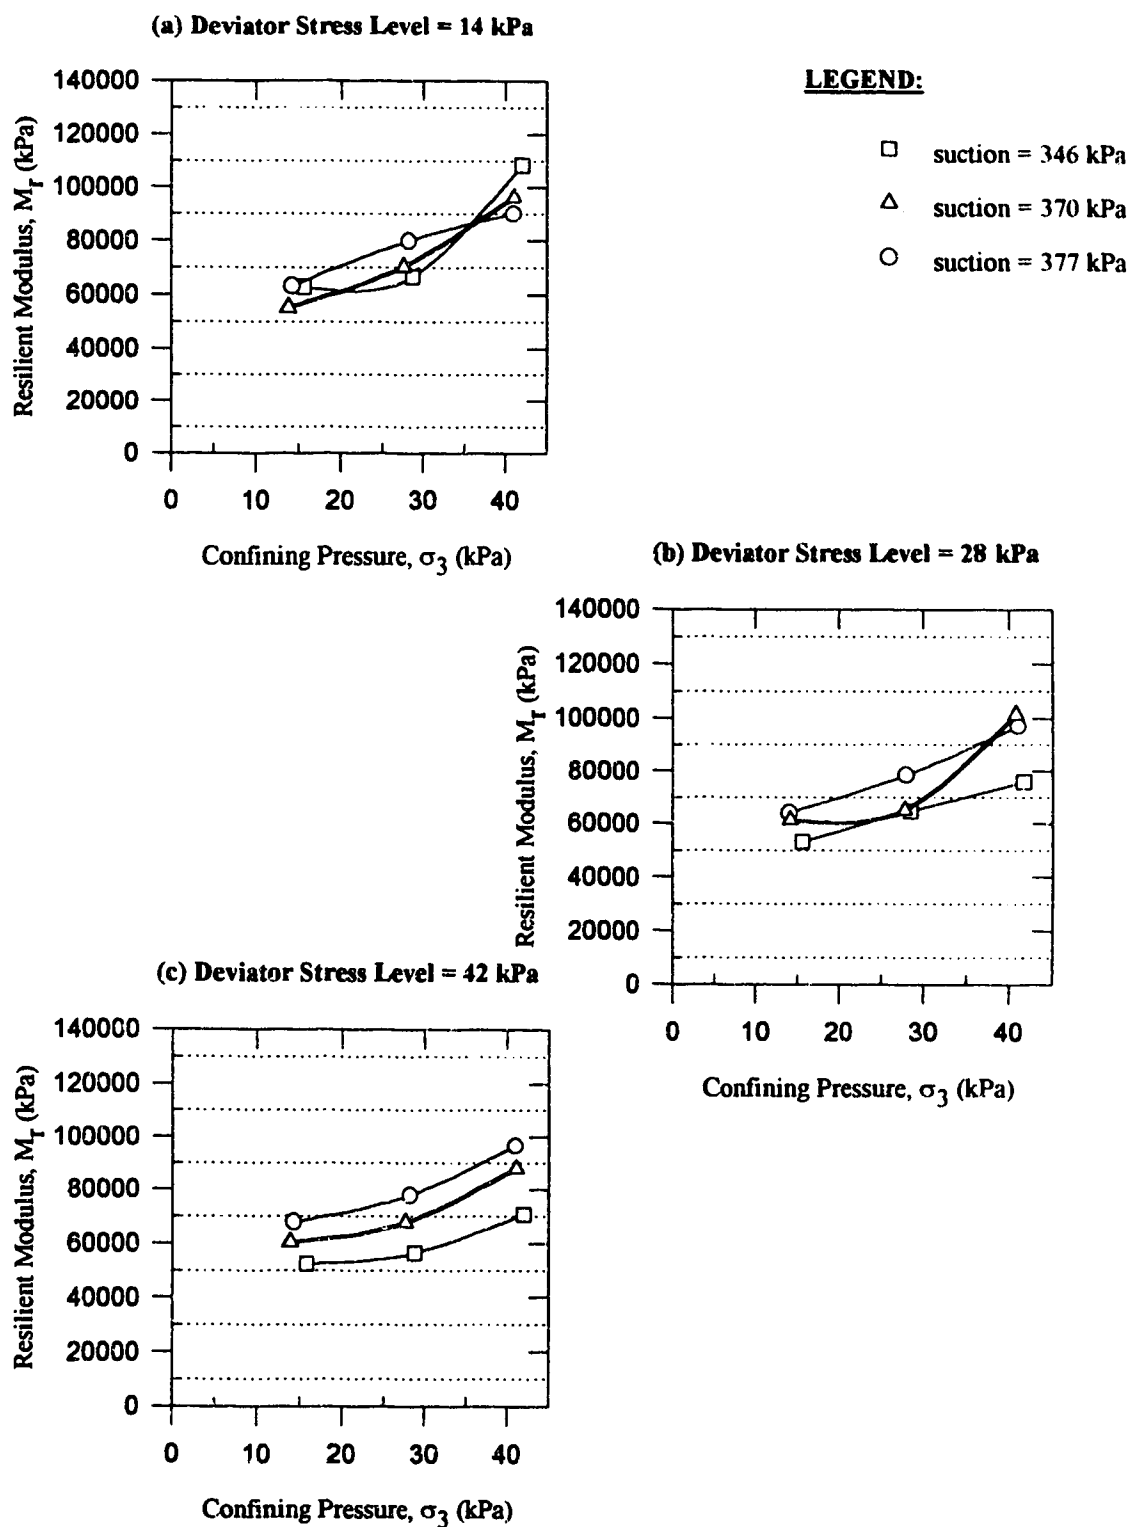 (a) Deviator Stress Level = 14 kPa
LEGEND:
suction = 346 kPa
suction = 370 kPa
suction = 377 kPa
Resilient Modulus, Mr (kPa)
140000
120000
100000
80000
60000
40000
20000
0
0 10 20 30 40
Confining Pressure, σ3 (kPa)
(b) Deviator Stress Level = 28 kPa
Resilient Modulus, Mr (kPa)
140000
120000
100000
80000
60000
40000
20000
0
0 10 20 30 40
Confining Pressure, σ3 (kPa)
(c) Deviator Stress Level = 42 kPa
Resilient Modulus, Mr (kPa)
140000
120000
100000
80000
60000
40000
20000
0
0 10 20 30 40
Confining Pressure, σ3 (kPa)